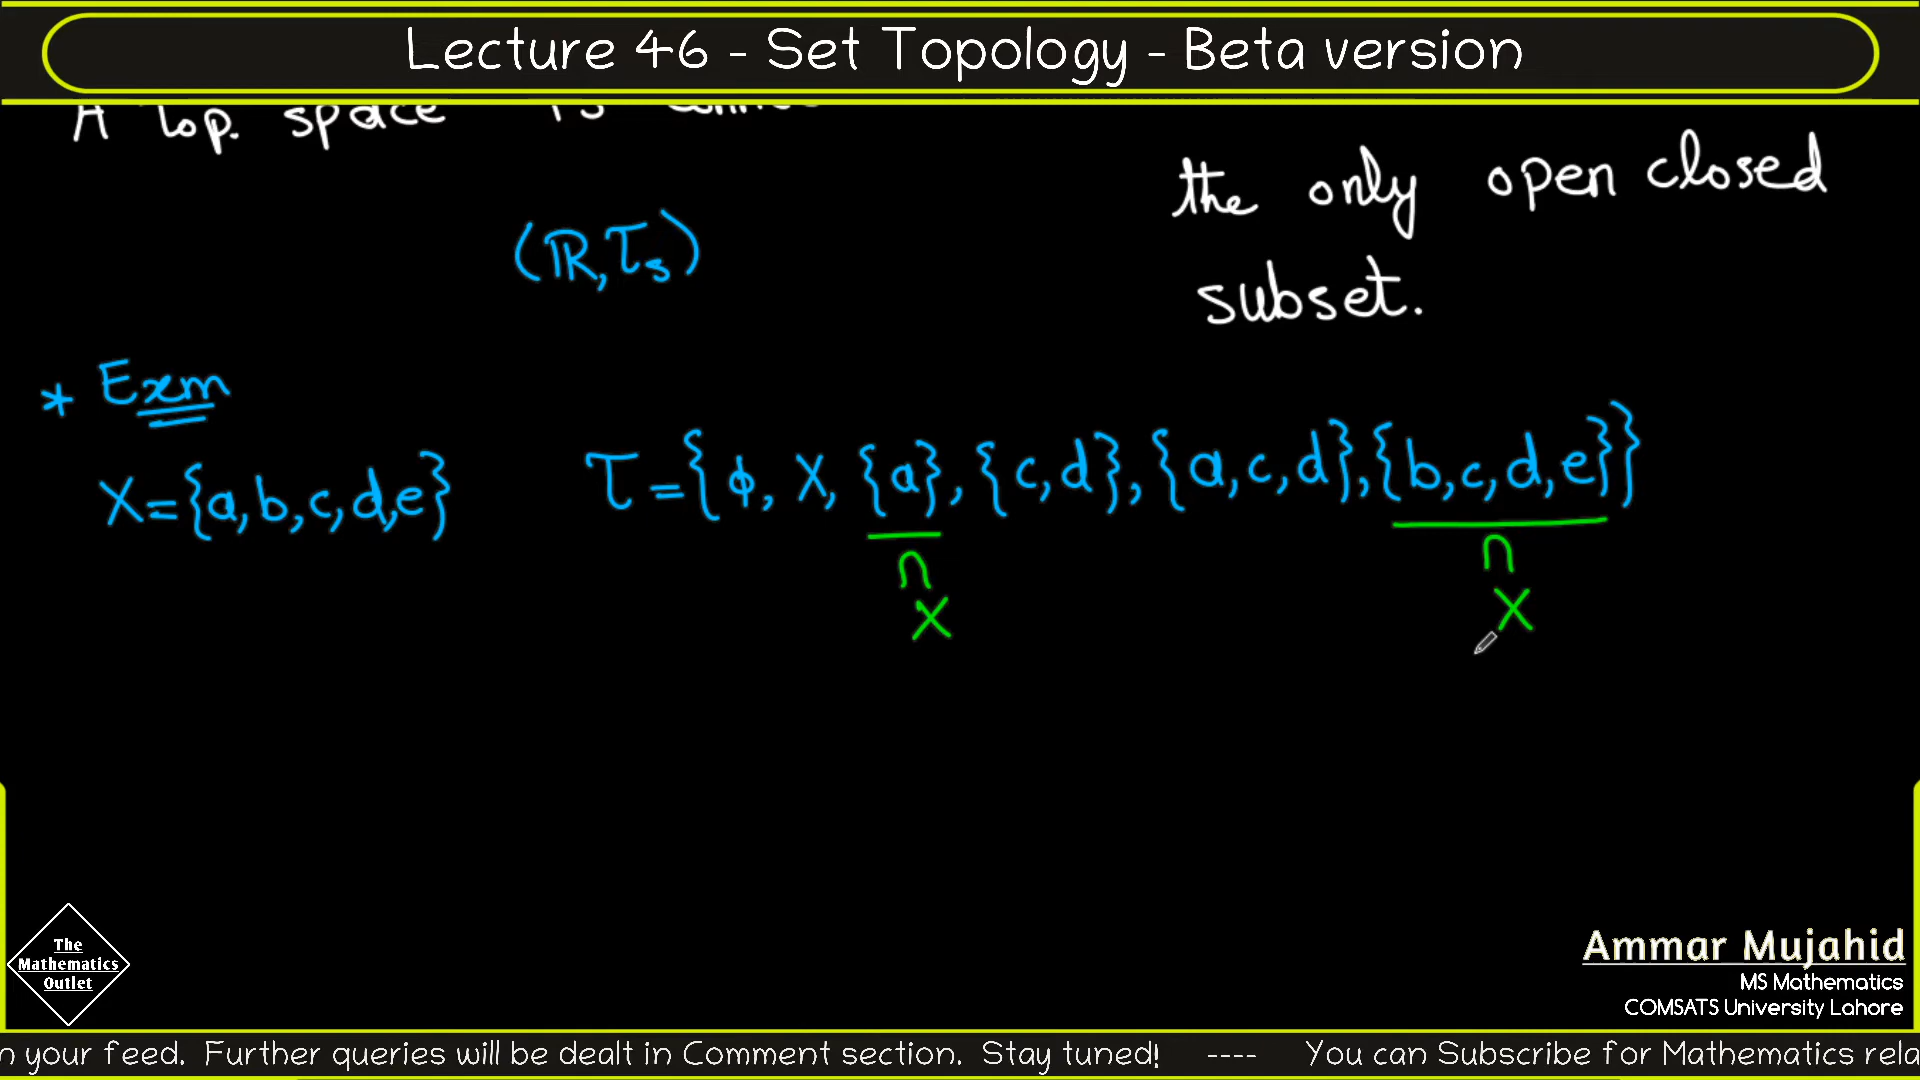 Lecture 46 - Set Topology - Beta version
A top. space is
the only open closed
subset.
(ℝ, τₛ)
* Exm
X={a,b,c,d,e} τ={ϕ, X, {a}, {c,d}, {a,c,d}, {b,c,d,e}}
∩ ∩
X X
The
Mathematics
Outlet
Ammar Mujahid
MS Mathematics
COMSATS University Lahore
n your feed. Further queries will be dealt in Comment section. Stay tuned! ---- You can Subscribe for Mathematics rela